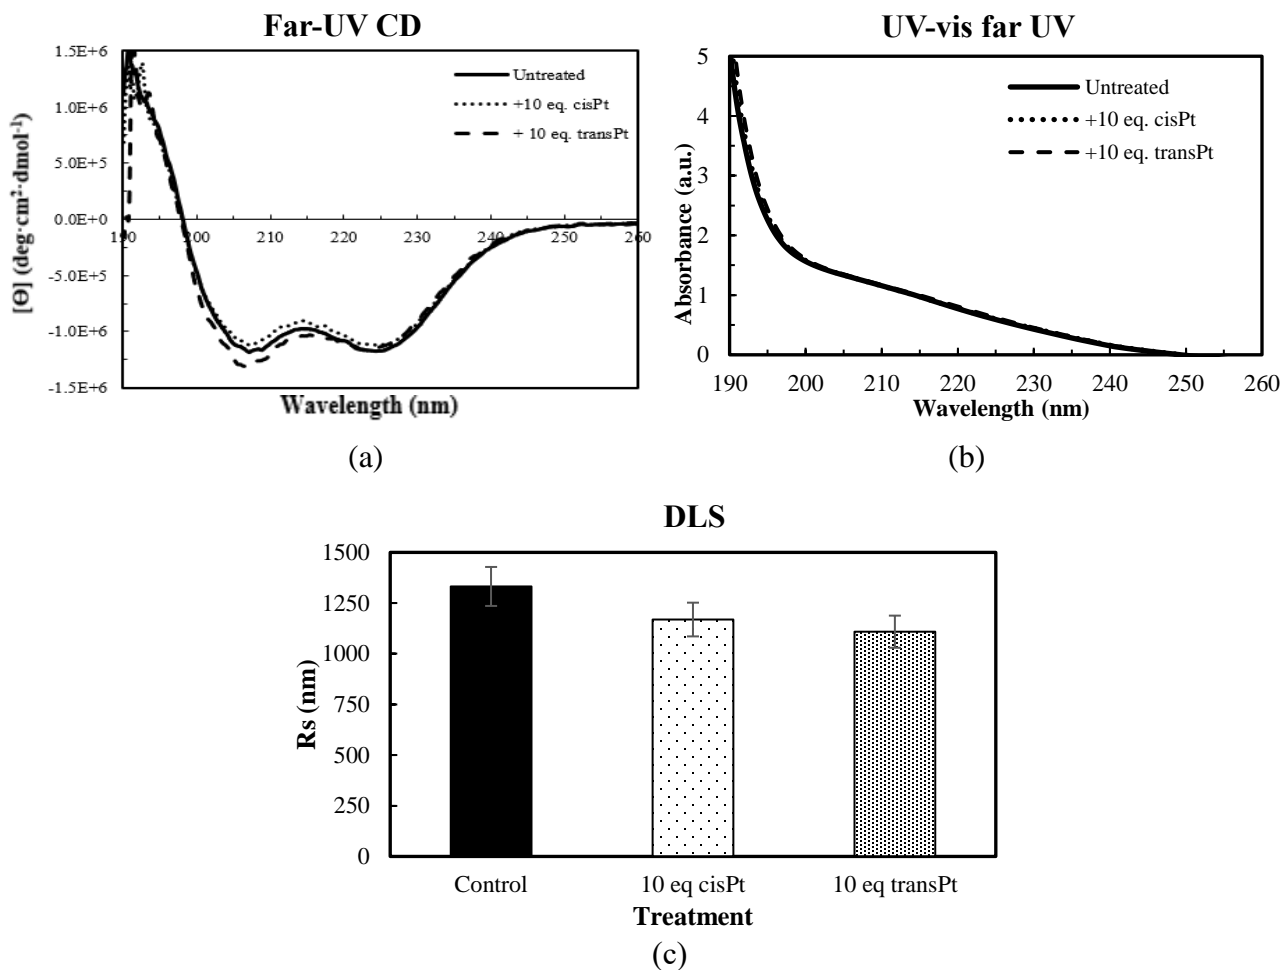 Far-UV CD
1.5E+6
1.0E+6
5.0E+5
0.0E+0
-5.0E+5
-1.0E+6
-1.5E+6
[Θ] (deg·cm²·dmol⁻¹)
190 200 210 220 230 240 250 260
Wavelength (nm)
Untreated
+10 eq. cisPt
+ 10 eq. transPt
(a)
UV-vis far UV
5
4
3
2
1
0
Absorbance (a.u.)
190 200 210 220 230 240 250 260
Wavelength (nm)
Untreated
+10 eq. cisPt
+10 eq. transPt
(b)
DLS
1500
1250
1000
750
500
250
0
Rs (nm)
Control 10 eq cisPt 10 eq transPt
Treatment
(c)